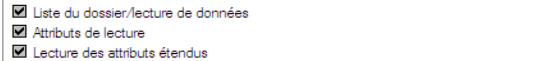 Liste du dossier/lecture de données
Attributs de lecture
Lecture des attributs étendus